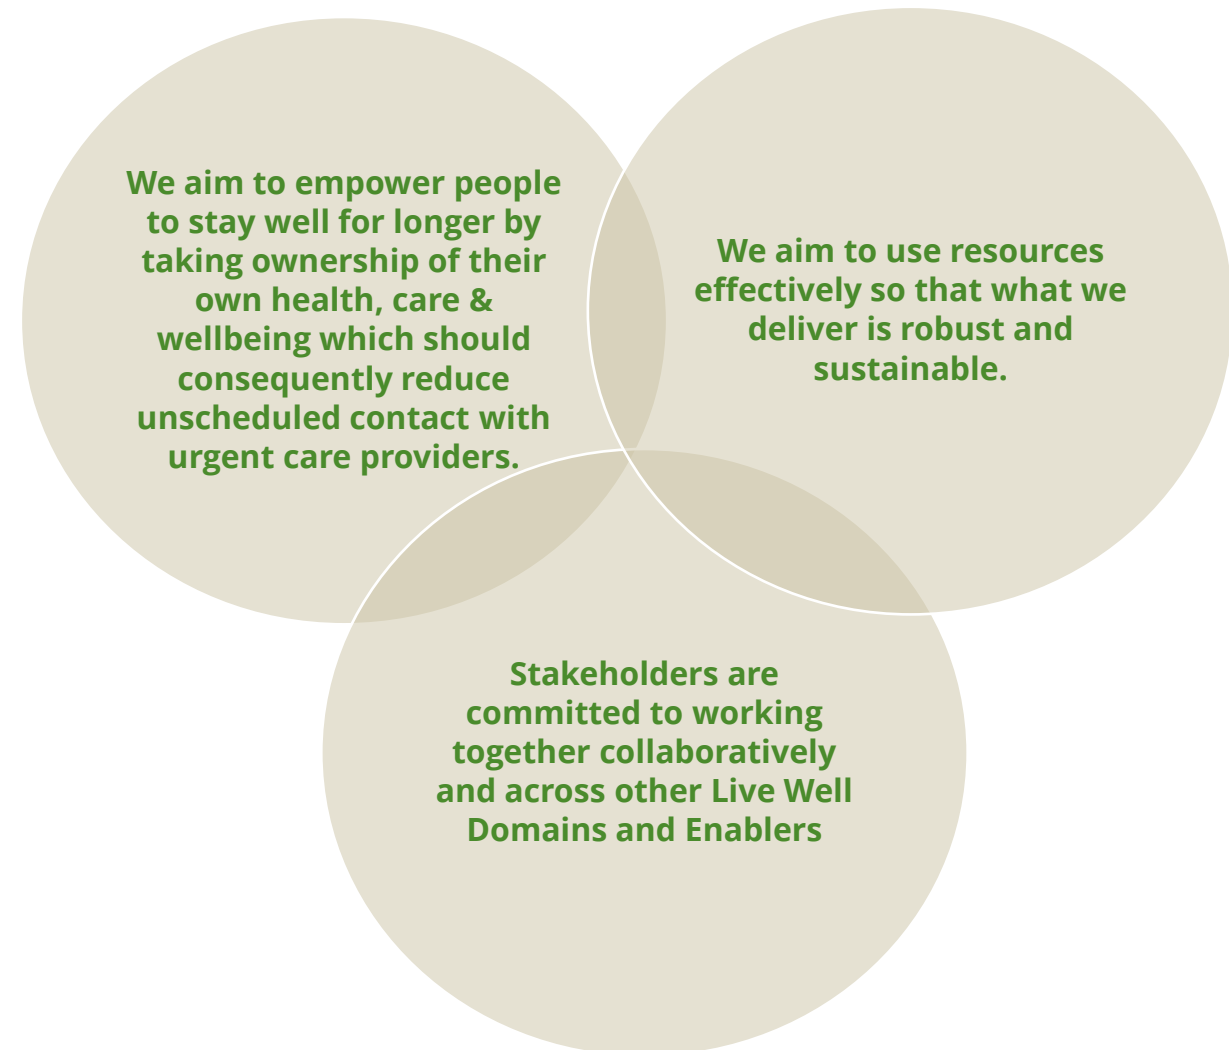 We aim to empower people
to stay well for longer by
taking ownership of their
own health, care &
wellbeing which should
consequently reduce
unscheduled contact with
urgent care providers.
We aim to use resources
effectively so that what we
deliver is robust and
sustainable.
Stakeholders are
committed to working
together collaboratively
and across other Live Well
Domains and Enablers